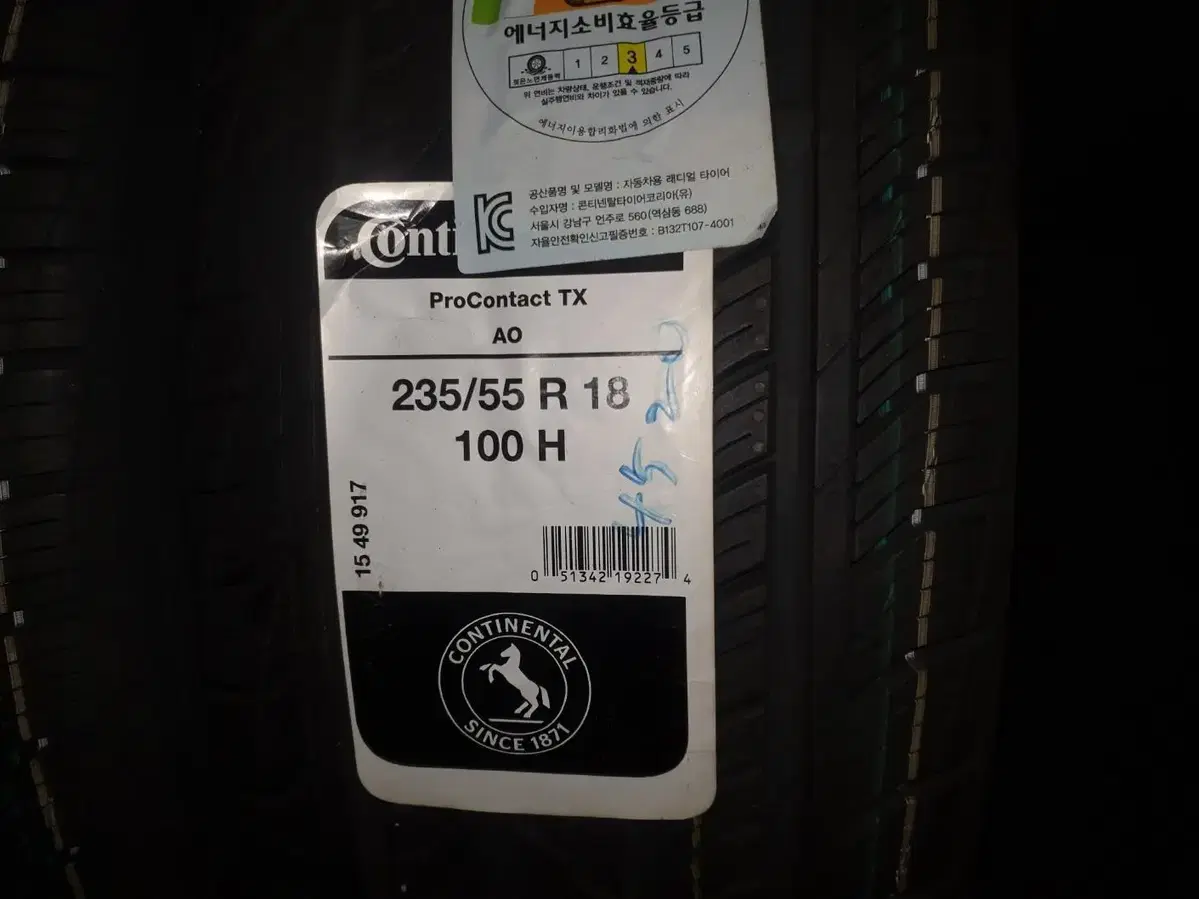 에너지소비효율등급
1 2 3 4 5
위 연비는 차량상태, 운행조건 및 적재중량에 따라
실주행연비와 차이가 있을 수 있습니다.
에너지이용합리화법에 의한 표시
공산품명 및 모델명 : 자동차용 래디얼 타이어
수입자명 : 콘티넨탈타이어코리아(유)
서울시 강남구 언주로 560(역삼동 688)
자율안전확인신고필증번호 : B132T107-4001
Conti
ProContact TX
AO
235/55 R 18
100 H
4520
15 49 917
0 51342 19227 4
CONTINENTAL
SINCE 1871